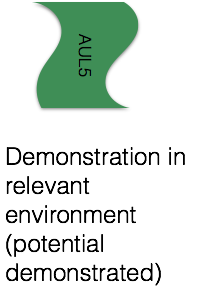 AUL5
Demonstration in
relevant
environment
(potential
demonstrated)